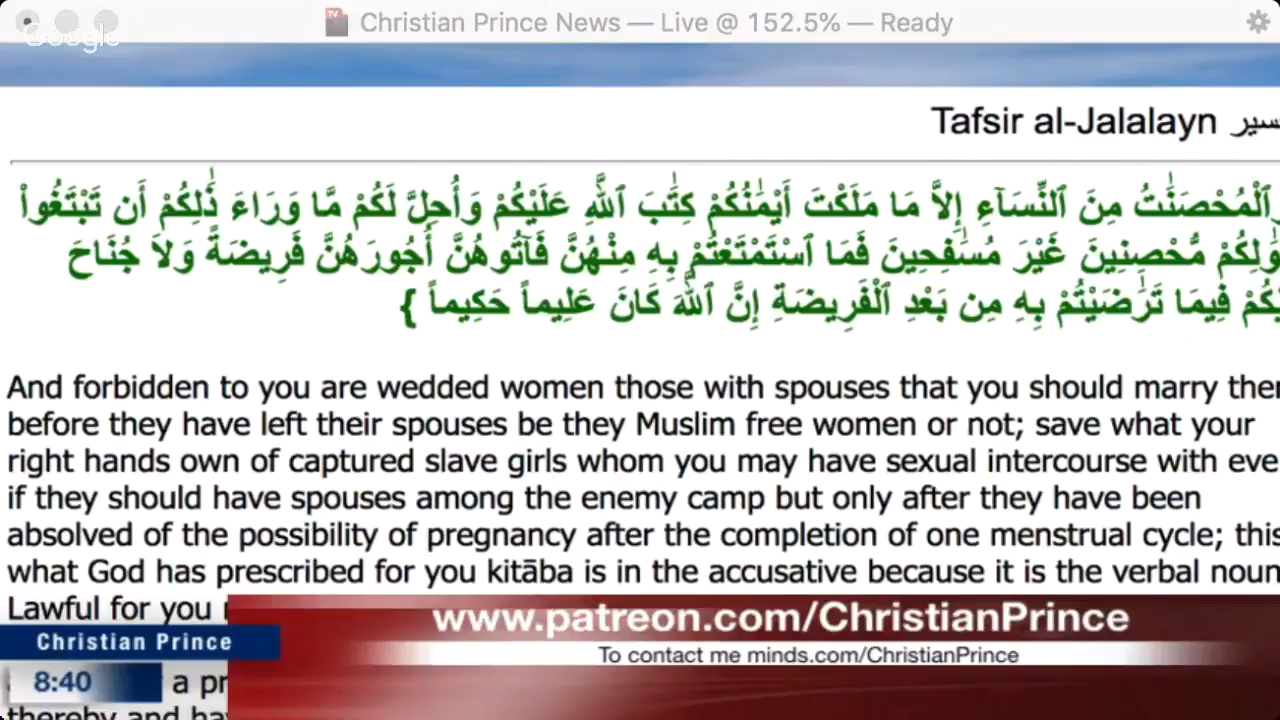 Christian Prince News — Live @ 152.5% — Ready
Google
Tafsir al-Jalalayn
ٱلْمُحْصَنَٰتُ مِنَ ٱلنِّسَآءِ إِلاَّ مَا مَلَكْتَ أَيْمَٰنُكُمْ كِتَٰبَ ٱللَّهِ عَلَيْكُمْ وَأُحِلَّ لَكُمْ مَّا وَرَاءَ ذَٰلِكُمْ أَن تَبْتَغُواْ
مُّحْصِنِينَ غَيْرَ مُسَٰفِحِينَ فَمَا ٱسْتَمْتَعْتُمْ بِهِ مِنْهُنَّ فَآتُوهُنَّ أُجُورَهُنَّ فَرِيضَةً وَلاَ جُنَاحَ
فِيمَا تَرَٰضَيْتُمْ بِهِ مِن بَعْدِ ٱلْفَرِيضَةِ إِنَّ ٱللَّهَ كَانَ عَلِيماً حَكِيماً }
And forbidden to you are wedded women those with spouses that you should marry
before they have left their spouses be they Muslim free women or not; save what your
right hands own of captured slave girls whom you may have sexual intercourse with
if they should have spouses among the enemy camp but only after they have been
absolved of the possibility of pregnancy after the completion of one menstrual cycle; this
what God has prescribed for you kitāba is in the accusative because it is the verbal noun
Lawful for you
www.patreon.com/ChristianPrince
Christian Prince
To contact me minds.com/ChristianPrince
8:40
a
thereby and